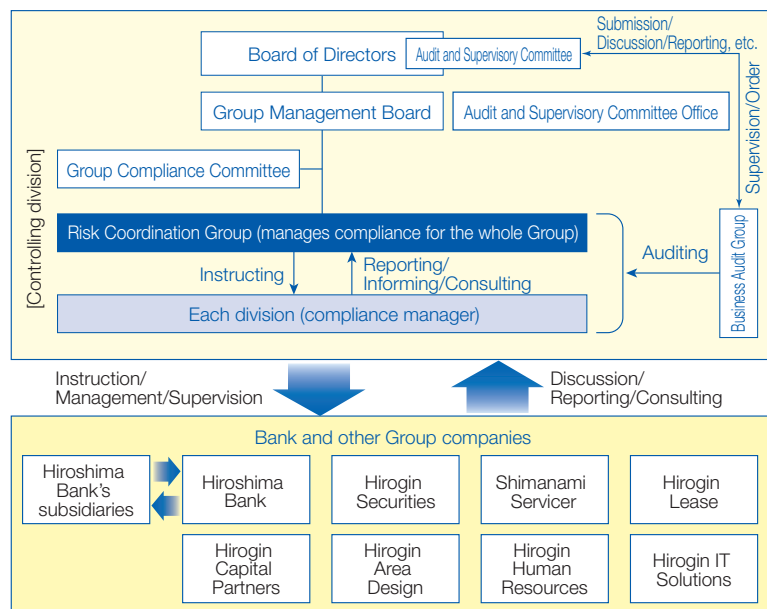 Submission/
Discussion/Reporting, etc.
Board of Directors
Audit and Supervisory Committee
Group Management Board
Audit and Supervisory Committee Office
Supervision/Order
[Controlling division]
Group Compliance Committee
Risk Coordination Group (manages compliance for the whole Group)
Auditing
Business Audit Group
Instructing
Reporting/
Informing/Consulting
Each division (compliance manager)
Instruction/
Management/Supervision
Discussion/
Reporting/Consulting
Bank and other Group companies
Hiroshima
Bank's
subsidiaries
Hiroshima
Bank
Hirogin
Securities
Shimanami
Servicer
Hirogin
Lease
Hirogin
Capital
Partners
Hirogin
Area
Design
Hirogin
Human
Resources
Hirogin IT
Solutions